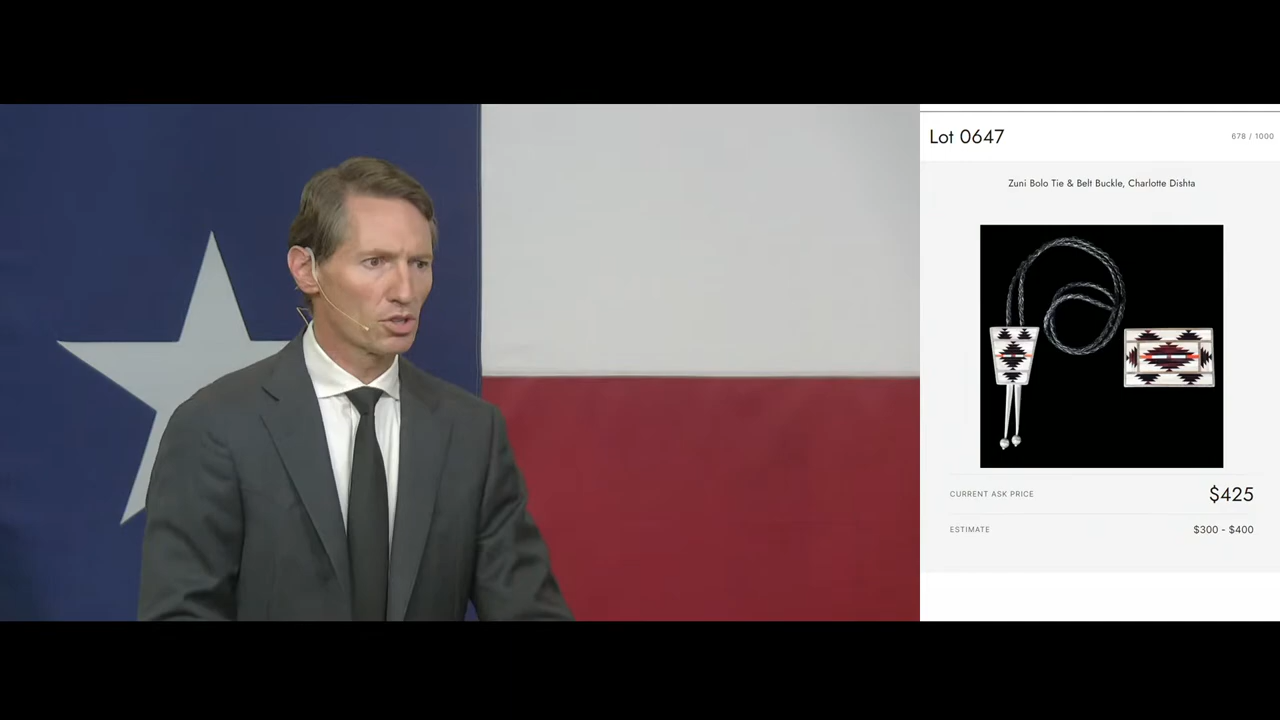 Lot 0647
678 / 1000
Zuni Bolo Tie & Belt Buckle, Charlotte Dishta
CURRENT ASK PRICE
$425
ESTIMATE
$300 - $400